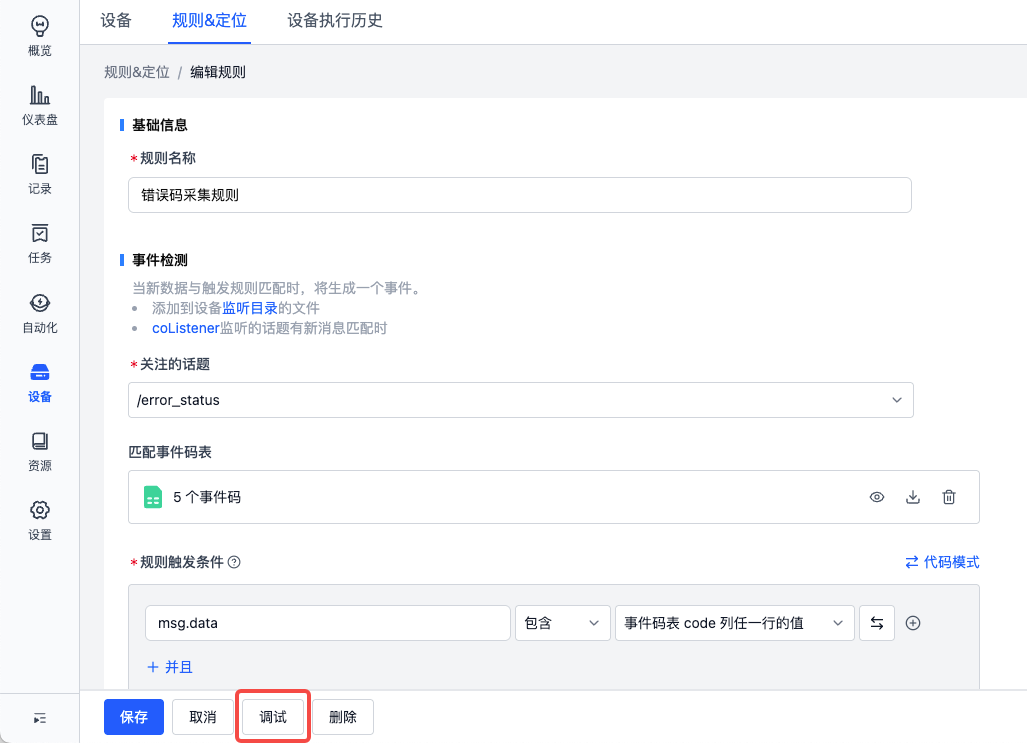 设备 规则&定位 设备执行历史
概览
仪表盘
记录
任务
自动化
设备
资源
设置
规则&定位 / 编辑规则
基础信息
*规则名称
错误码采集规则
事件检测
当新数据与触发规则匹配时，将生成一个事件。
• 添加到设备监听目录的文件
• coListener监听的话题有新消息匹配时
*关注的话题
/error_status
匹配事件码表
5 个事件码
*规则触发条件 代码模式
msg.data 包含 事件码表 code 列任一行的值
+ 并且
保存 取消 调试 删除